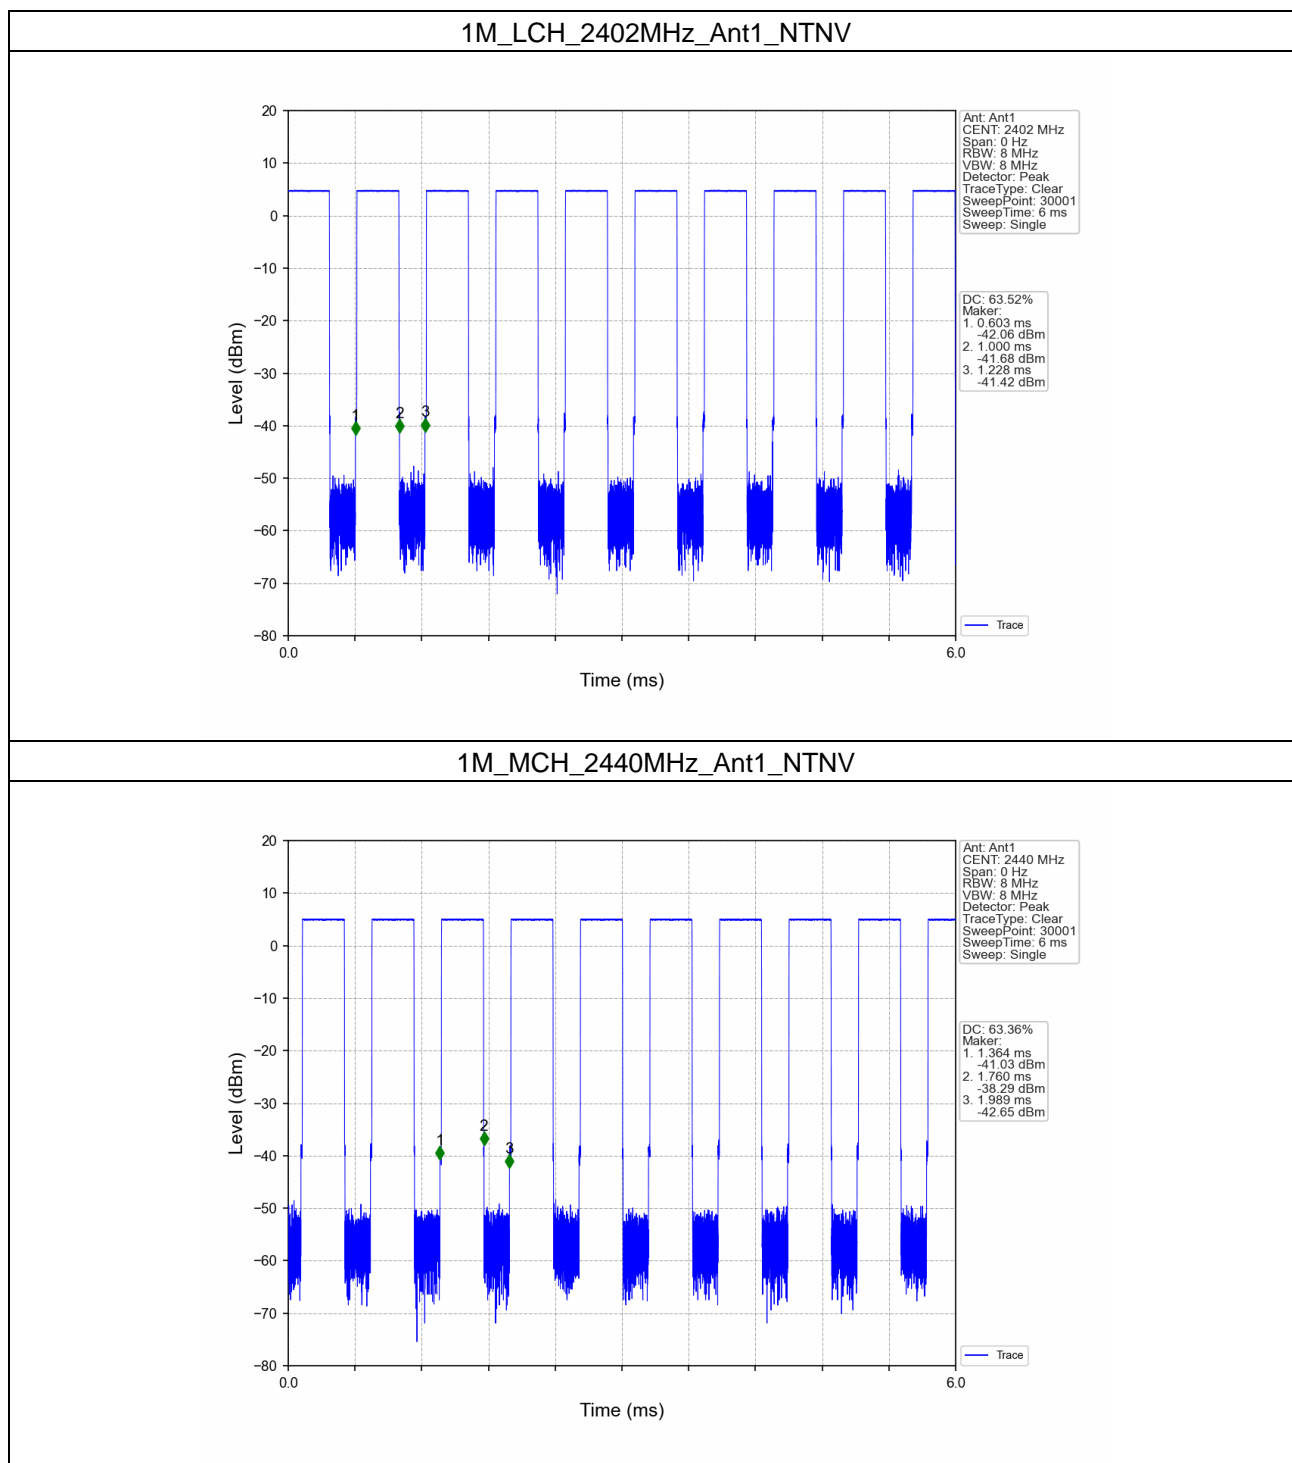 1M_LCH_2402MHz_Ant1_NTNV
20
10
0
−10
−20
−30
−40
−50
−60
−70
−80
Level (dBm)
0.0
6.0
Time (ms)
1
2
3
Ant: Ant1
CENT: 2402 MHz
Span: 0 Hz
RBW: 8 MHz
VBW: 8 MHz
Detector: Peak
TraceType: Clear
SweepPoint: 30001
SweepTime: 6 ms
Sweep: Single
DC: 63.52%
Maker:
1. 0.603 ms
-42.06 dBm
2. 1.000 ms
-41.68 dBm
3. 1.228 ms
-41.42 dBm
Trace
1M_MCH_2440MHz_Ant1_NTNV
20
10
0
−10
−20
−30
−40
−50
−60
−70
−80
Level (dBm)
0.0
6.0
Time (ms)
1
2
3
Ant: Ant1
CENT: 2440 MHz
Span: 0 Hz
RBW: 8 MHz
VBW: 8 MHz
Detector: Peak
TraceType: Clear
SweepPoint: 30001
SweepTime: 6 ms
Sweep: Single
DC: 63.36%
Maker:
1. 1.364 ms
-41.03 dBm
2. 1.760 ms
-38.29 dBm
3. 1.989 ms
-42.65 dBm
Trace